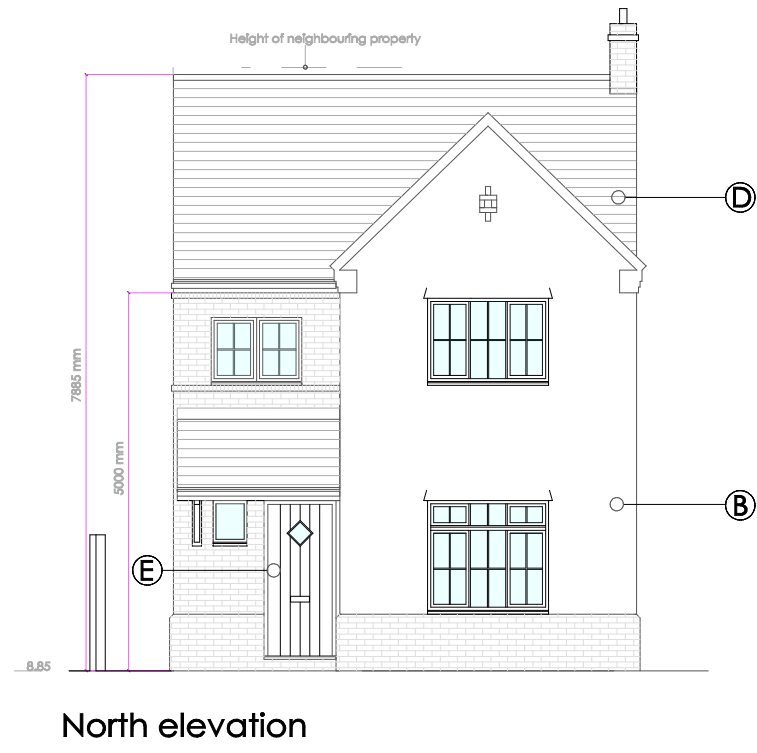 Height of neighbouring property
D
7885 mm
5000 mm
B
E
8.85
North elevation